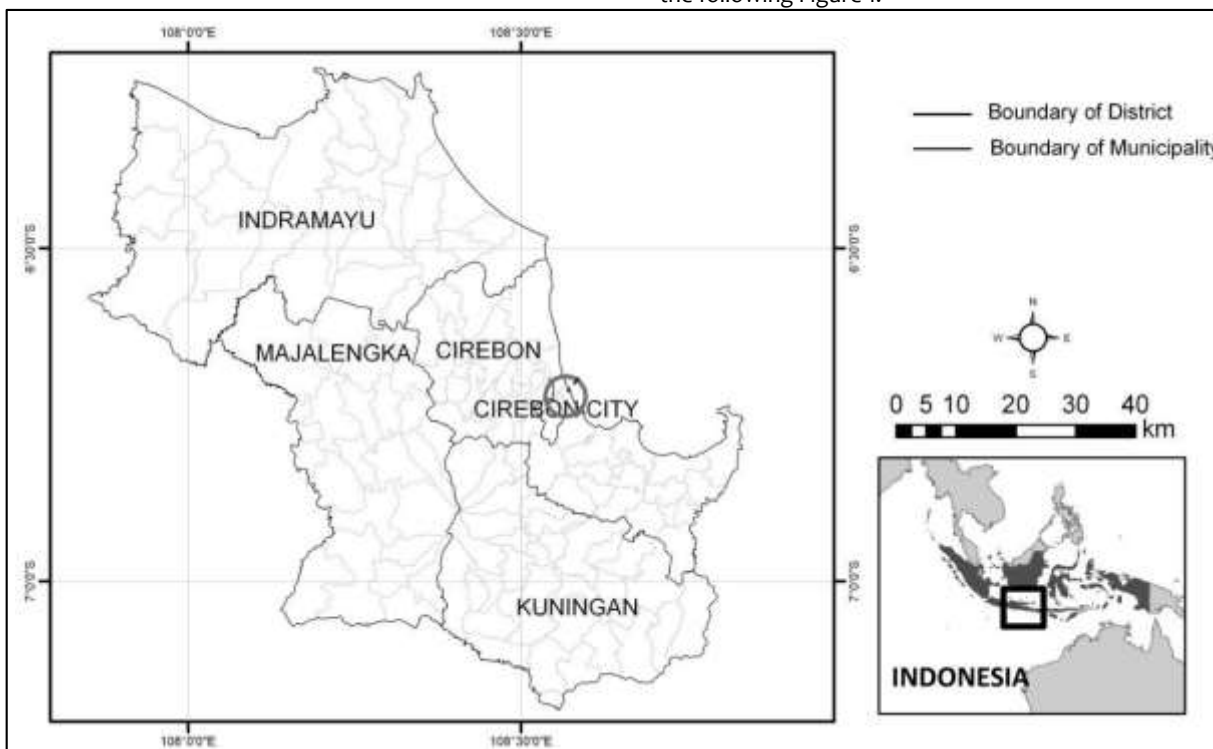 the following Figure
108°0'0"E 108°30'0"E
Boundary of District
Boundary of Municipality
INDRAMAYU
6°30'0"S 6°30'0"S
N
W E
S
MAJALENGKA CIREBON
CIREBON CITY
0 5 10 20 30 40
km
7°0'0"S 7°0'0"S
KUNINGAN
INDONESIA
108°0'0"E 108°30'0"E